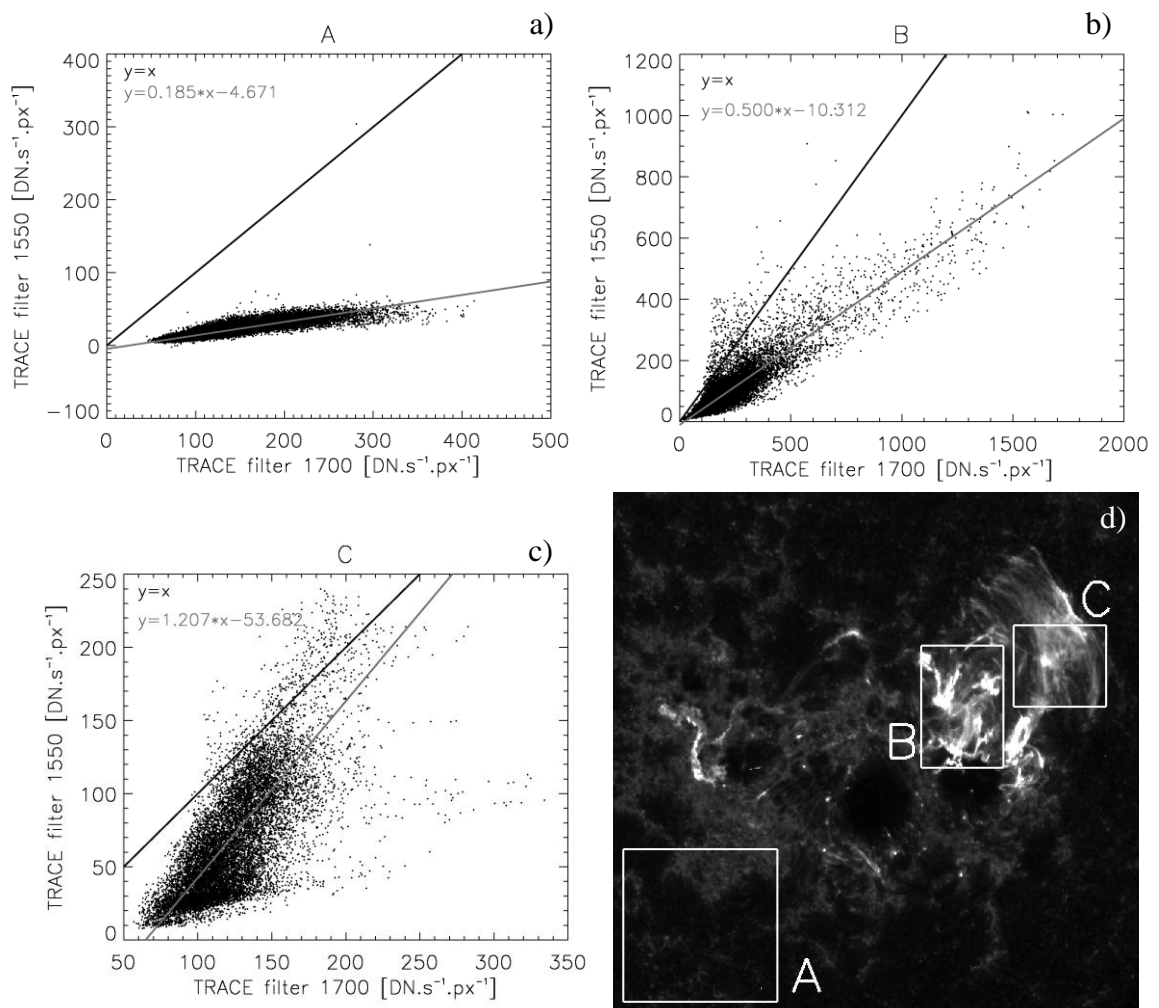 A
a)
y=x
y=0.185*x−4.671
400
300
200
100
0
−100
TRACE filter 1550 [DN.s⁻¹.px⁻¹]
0 100 200 300 400 500
TRACE filter 1700 [DN.s⁻¹.px⁻¹]
B
b)
y=x
y=0.500*x−10.312
1200
1000
800
600
400
200
0
TRACE filter 1550 [DN.s⁻¹.px⁻¹]
0 500 1000 1500 2000
TRACE filter 1700 [DN.s⁻¹.px⁻¹]
C
c)
y=x
y=1.207*x−53.682
250
200
150
100
50
0
TRACE filter 1550 [DN.s⁻¹.px⁻¹]
50 100 150 200 250 300 350
TRACE filter 1700 [DN.s⁻¹.px⁻¹]
d)
C
B
A